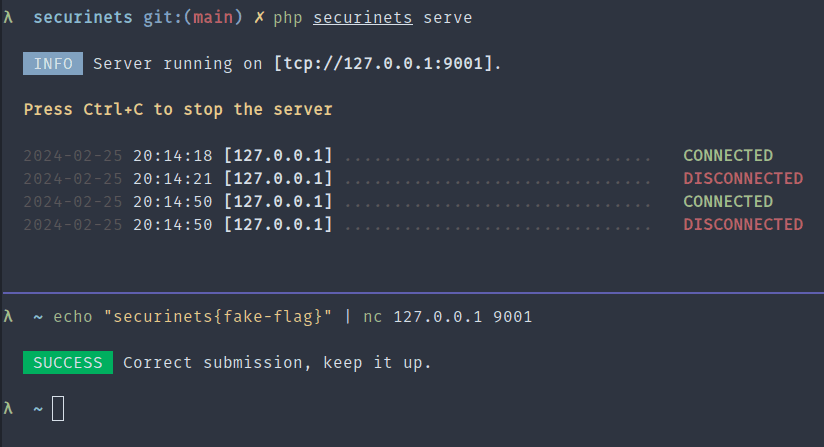 λ securinets git:(main) ✗ php securinets serve
INFO Server running on [tcp://127.0.0.1:9001].
Press Ctrl+C to stop the server
2024-02-25 20:14:18 [127.0.0.1] ............................... CONNECTED
2024-02-25 20:14:21 [127.0.0.1] ............................... DISCONNECTED
2024-02-25 20:14:50 [127.0.0.1] ............................... CONNECTED
2024-02-25 20:14:50 [127.0.0.1] ............................... DISCONNECTED
λ ~ echo "securinets{fake-flag}" | nc 127.0.0.1 9001
SUCCESS Correct submission, keep it up.
λ ~